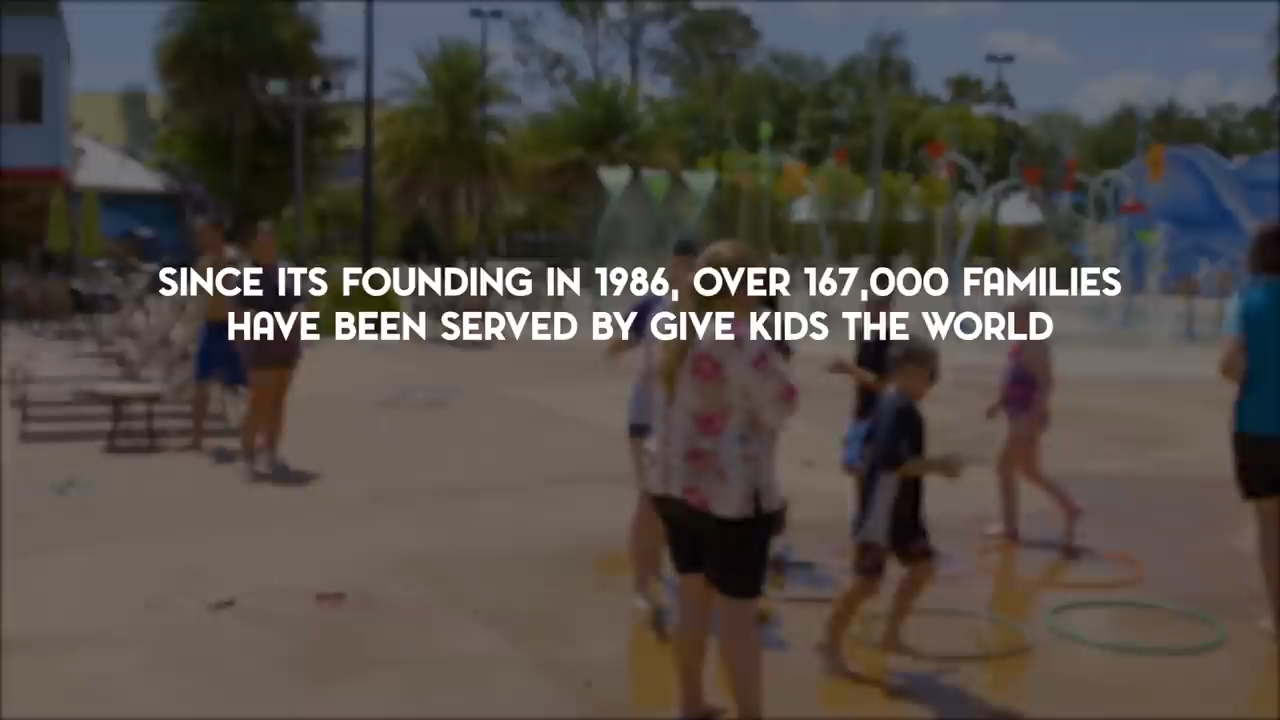 SINCE ITS FOUNDING IN 1986, OVER 167,000 FAMILIES
HAVE BEEN SERVED BY GIVE KIDS THE WORLD